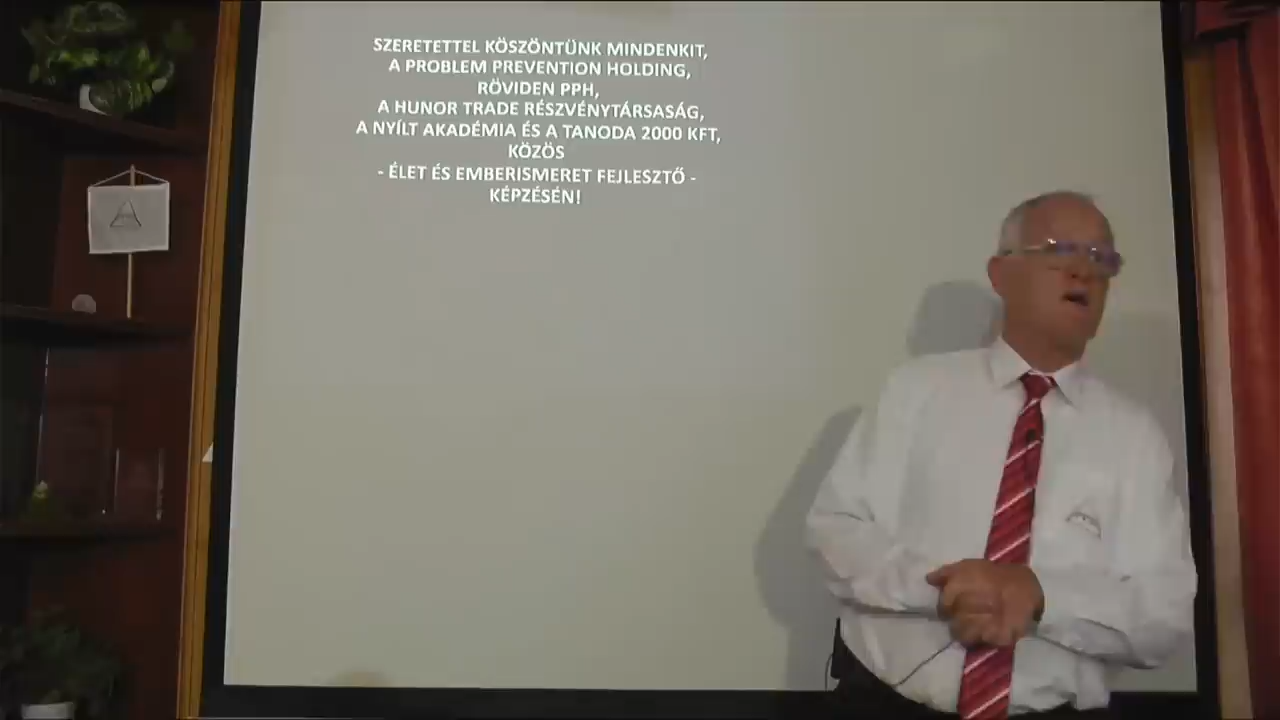 SZERETETTEL KÖSZÖNTÜNK MINDENKIT,
A PROBLEM PREVENTION HOLDING,
RÖVIDEN PPH,
A HUNOR TRADE RÉSZVÉNYTÁRSASÁG,
A NYÍLT AKADÉMIA ÉS A TANODA 2000 KFT,
KÖZÖS
- ÉLET ÉS EMBERISMERET FEJLESZTŐ -
KÉPZÉSÉN!